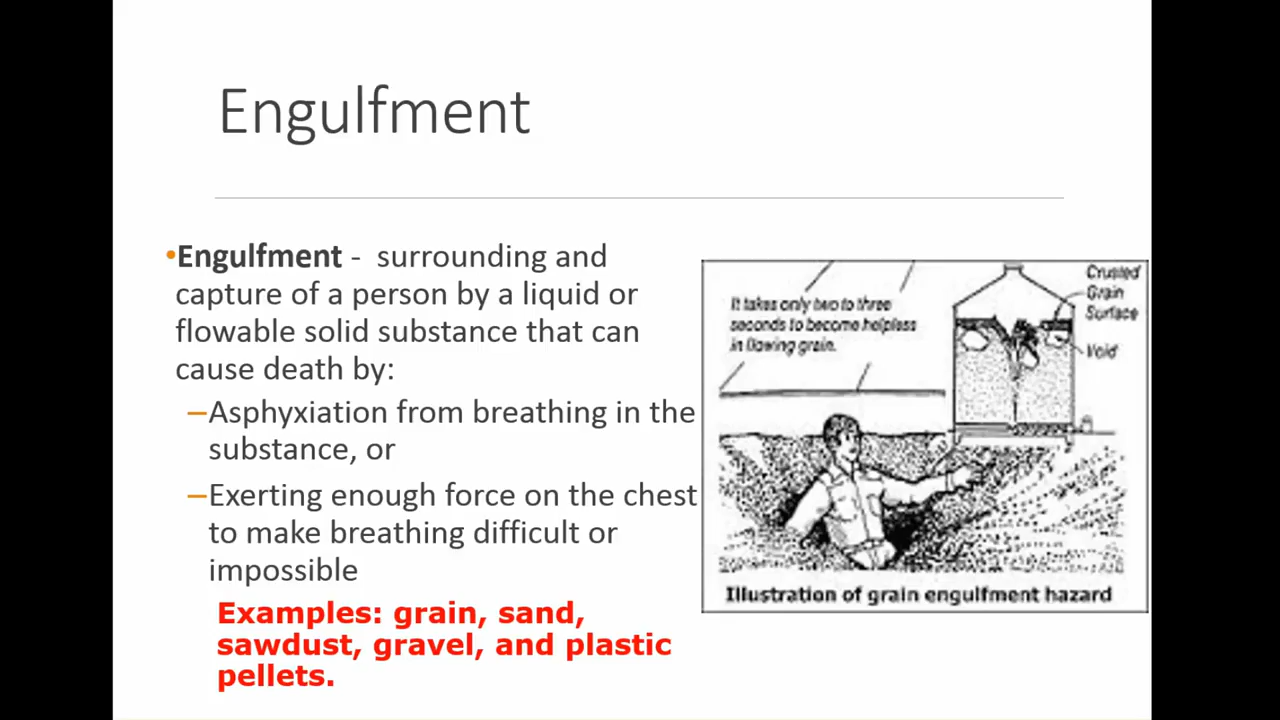 Engulfment
•Engulfment - surrounding and
capture of a person by a liquid or
flowable solid substance that can
cause death by:
–Asphyxiation from breathing in the
substance, or
–Exerting enough force on the chest
to make breathing difficult or
impossible
Examples: grain, sand,
sawdust, gravel, and plastic
pellets.
It takes only two to three
seconds to become helpless
in flowing grain.
Crusted
Grain
Surface
Void
Illustration of grain engulfment hazard